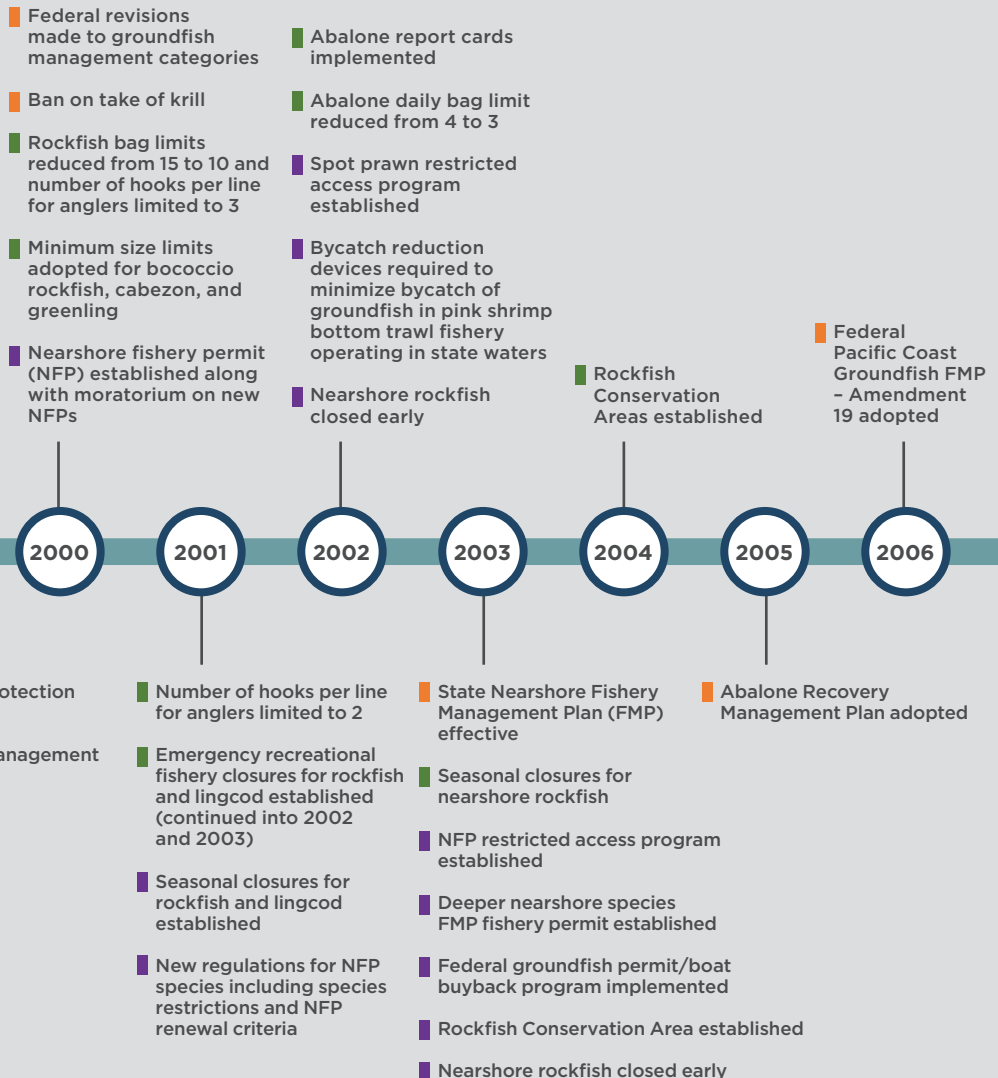 Federal revisions
made to groundfish
management categories
Ban on take of krill
Rockfish bag limits
reduced from 15 to 10 and
number of hooks per line
for anglers limited to 3
Minimum size limits
adopted for bococcio
rockfish, cabezon, and
greenling
Nearshore fishery permit
(NFP) established along
with moratorium on new
NFPs
Abalone report cards
implemented
Abalone daily bag limit
reduced from 4 to 3
Spot prawn restricted
access program
established
Bycatch reduction
devices required to
minimize bycatch of
groundfish in pink shrimp
bottom trawl fishery
operating in state waters
Nearshore rockfish
closed early
Rockfish
Conservation
Areas established
Federal
Pacific Coast
Groundfish FMP
– Amendment
19 adopted
2000
2001
2002
2003
2004
2005
2006
otection
anagement
Number of hooks per line
for anglers limited to 2
Emergency recreational
fishery closures for rockfish
and lingcod established
(continued into 2002
and 2003)
Seasonal closures for
rockfish and lingcod
established
New regulations for NFP
species including species
restrictions and NFP
renewal criteria
State Nearshore Fishery
Management Plan (FMP)
effective
Seasonal closures for
nearshore rockfish
NFP restricted access program
established
Deeper nearshore species
FMP fishery permit established
Federal groundfish permit/boat
buyback program implemented
Rockfish Conservation Area established
Nearshore rockfish closed early
Abalone Recovery
Management Plan adopted